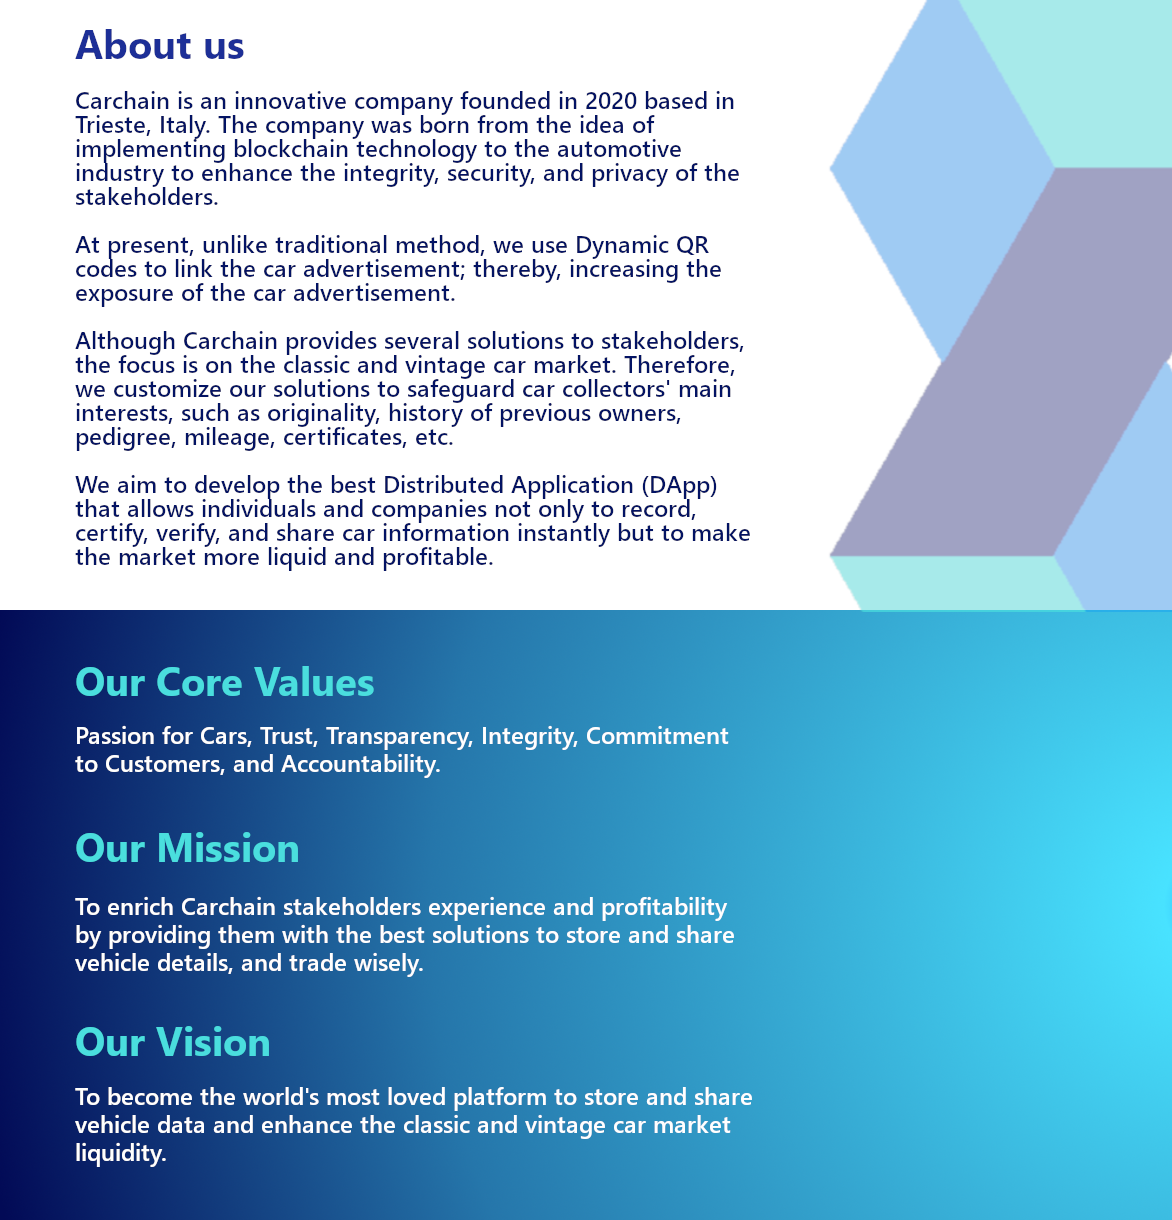 About us
Carchain is an innovative company founded in 2020 based in
Trieste, Italy. The company was born from the idea of
implementing blockchain technology to the automotive
industry to enhance the integrity, security, and privacy of the
stakeholders.
At present, unlike traditional method, we use Dynamic QR
codes to link the car advertisement; thereby, increasing the
exposure of the car advertisement.
Although Carchain provides several solutions to stakeholders,
the focus is on the classic and vintage car market. Therefore,
we customize our solutions to safeguard car collectors' main
interests, such as originality, history of previous owners,
pedigree, mileage, certificates, etc.
We aim to develop the best Distributed Application (DApp)
that allows individuals and companies not only to record,
certify, verify, and share car information instantly but to make
the market more liquid and profitable.
Our Core Values
Passion for Cars, Trust, Transparency, Integrity, Commitment
to Customers, and Accountability.
Our Mission
To enrich Carchain stakeholders experience and profitability
by providing them with the best solutions to store and share
vehicle details, and trade wisely.
Our Vision
To become the world's most loved platform to store and share
vehicle data and enhance the classic and vintage car market
liquidity.